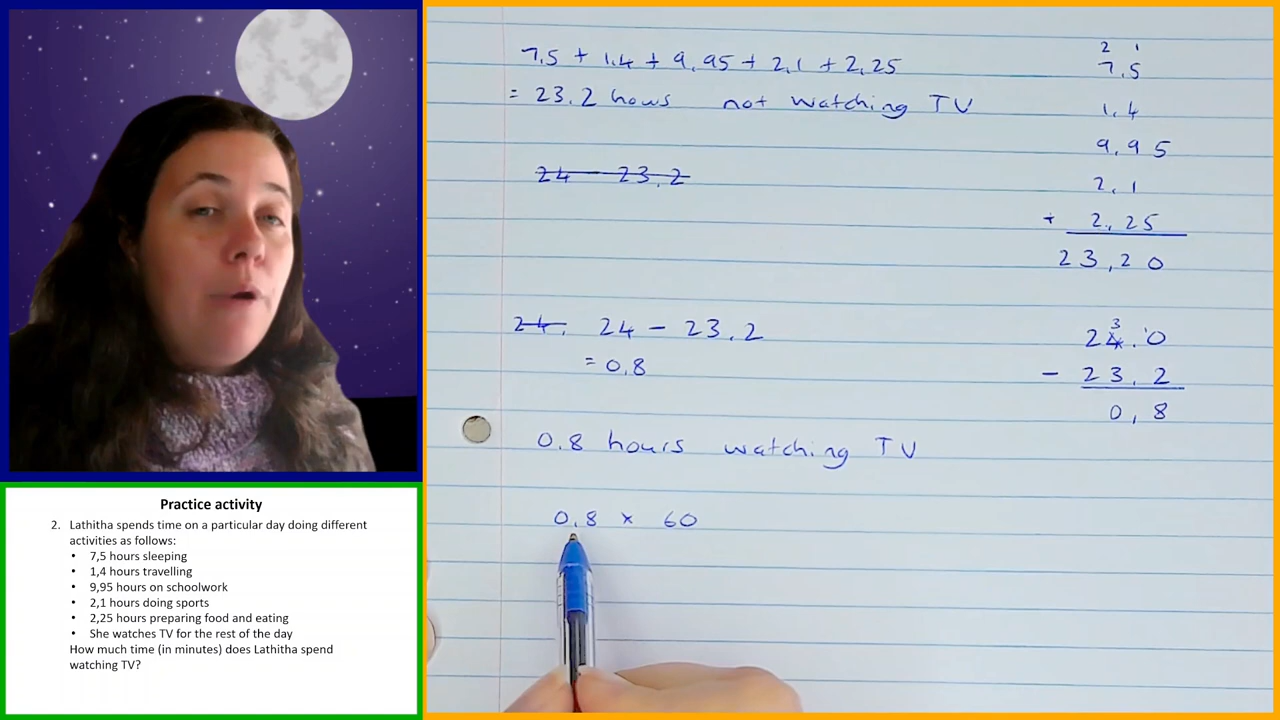 7,5 + 1,4 + 9,95 + 2,1 + 2,25
= 23,2 hours not watching TV
24 - 23,2
24, 24 - 23,2
= 0,8
0,8 hours watching TV
0,8 × 60
2 1
7,5
1,4
9,95
2,1
+ 2,25
23,20
3
24,10
- 23,2
0,8
Practice activity
2. Lathitha spends time on a particular day doing different
activities as follows:
• 7,5 hours sleeping
• 1,4 hours travelling
• 9,95 hours on schoolwork
• 2,1 hours doing sports
• 2,25 hours preparing food and eating
• She watches TV for the rest of the day
How much time (in minutes) does Lathitha spend
watching TV?